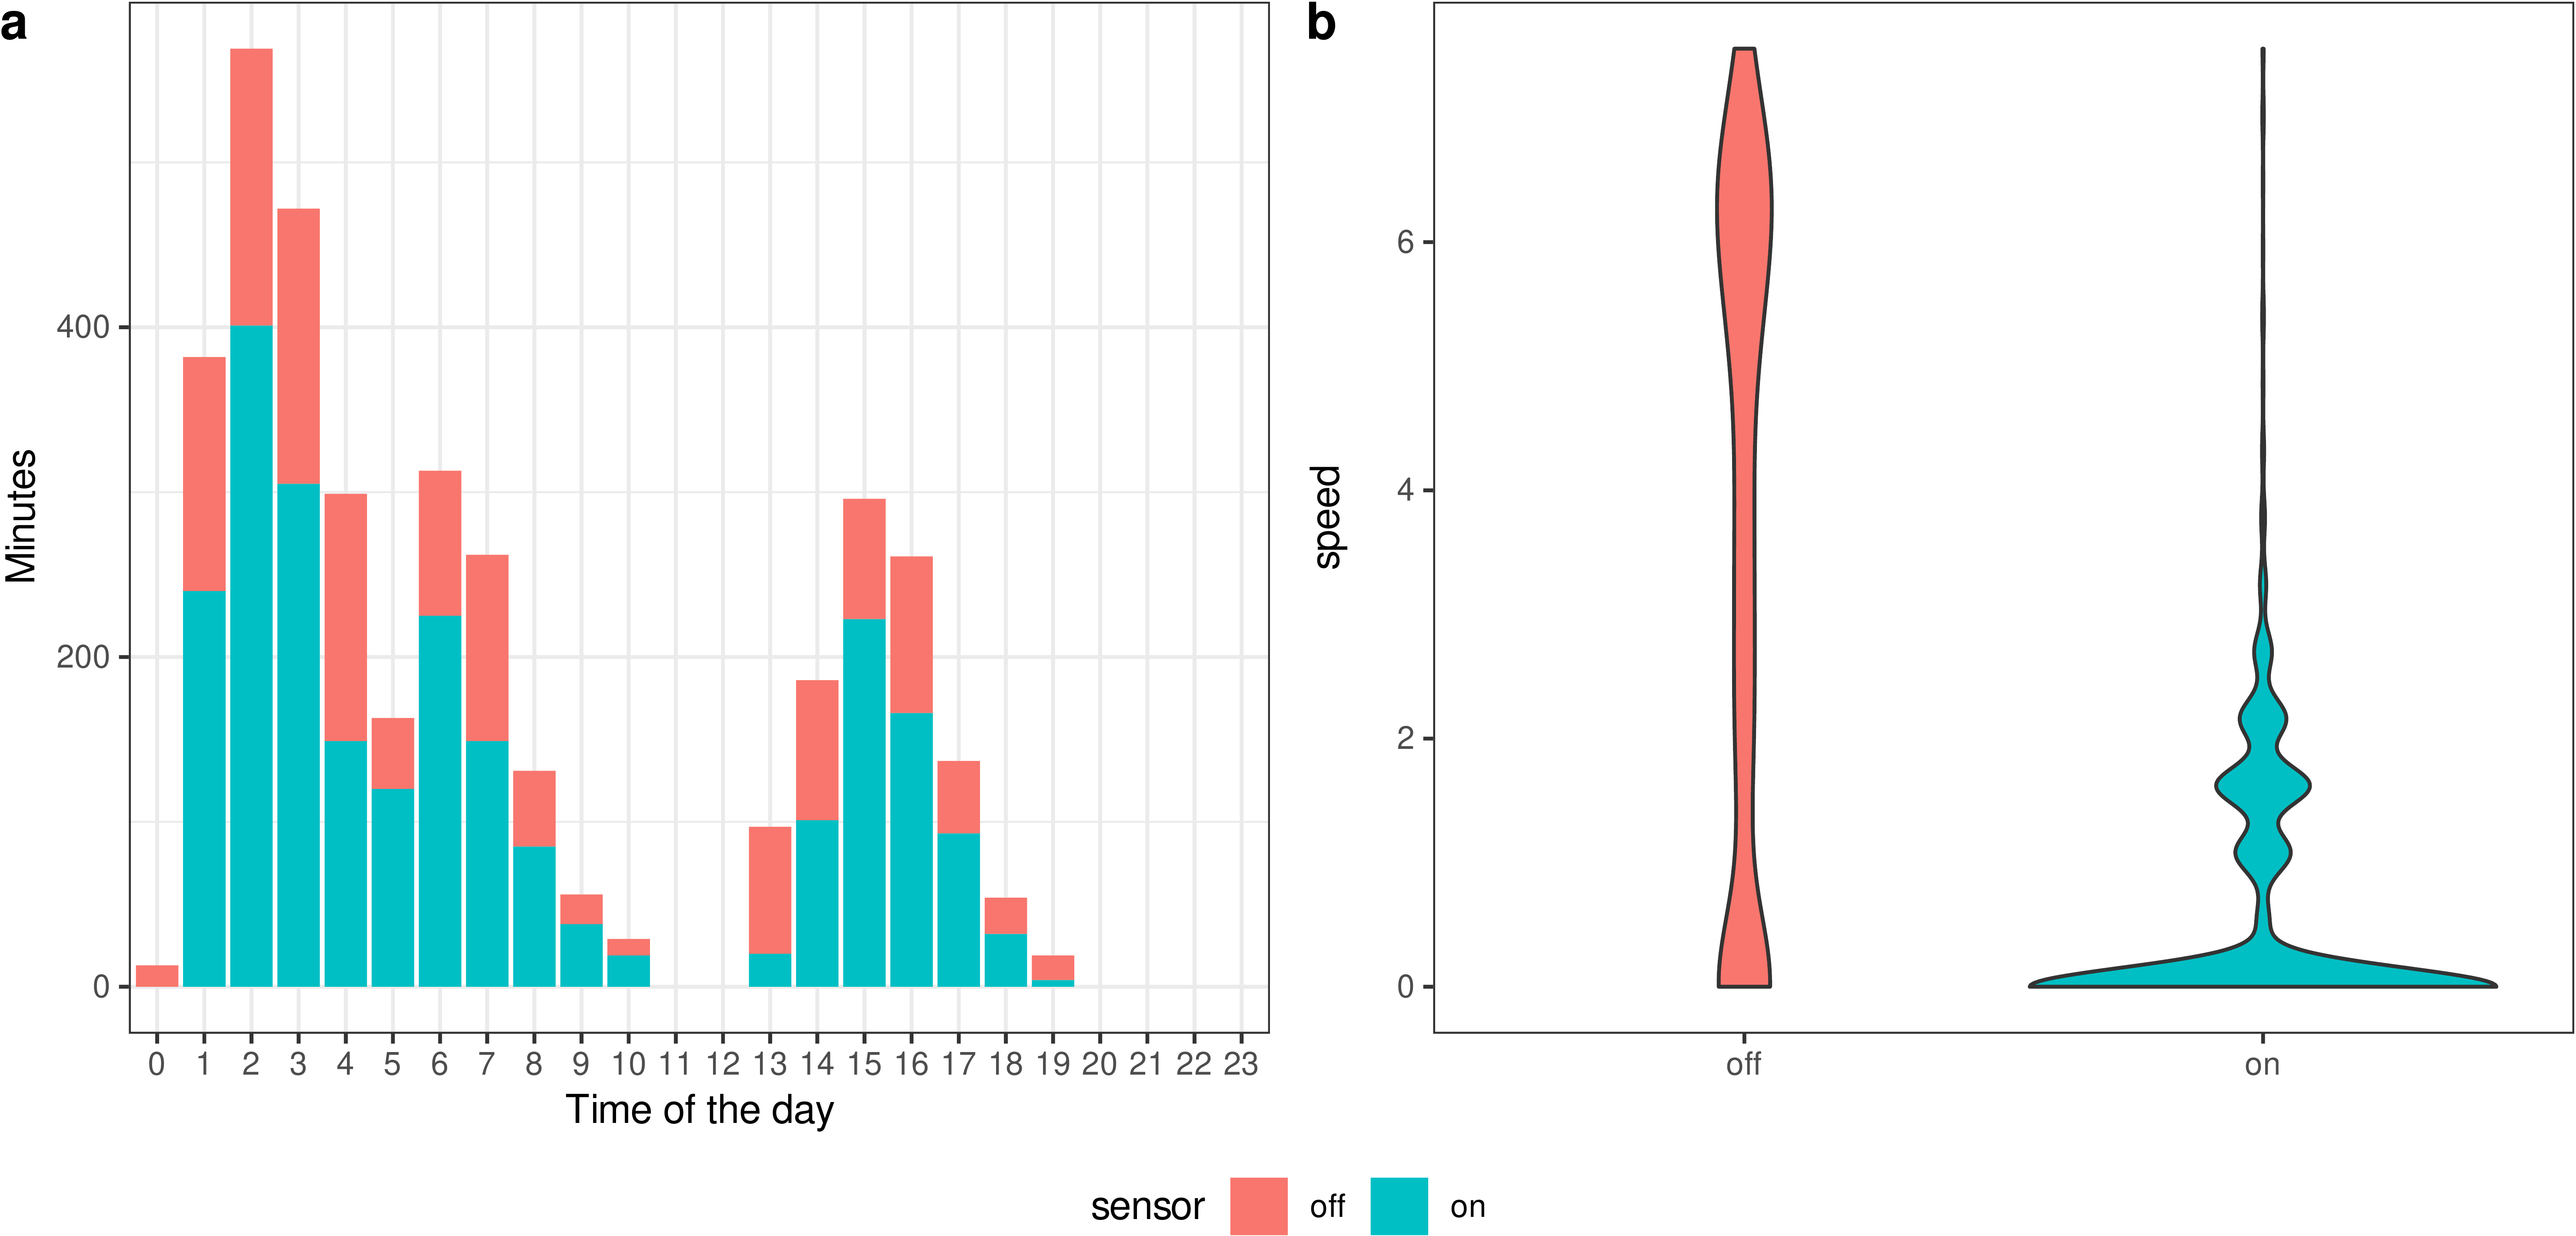 a
Minutes
400
200
0
0 1 2 3 4 5 6 7 8 9 10 11 12 13 14 15 16 17 18 19 20 21 22 23
Time of the day
b
speed
6
4
2
0
off on
sensor off on